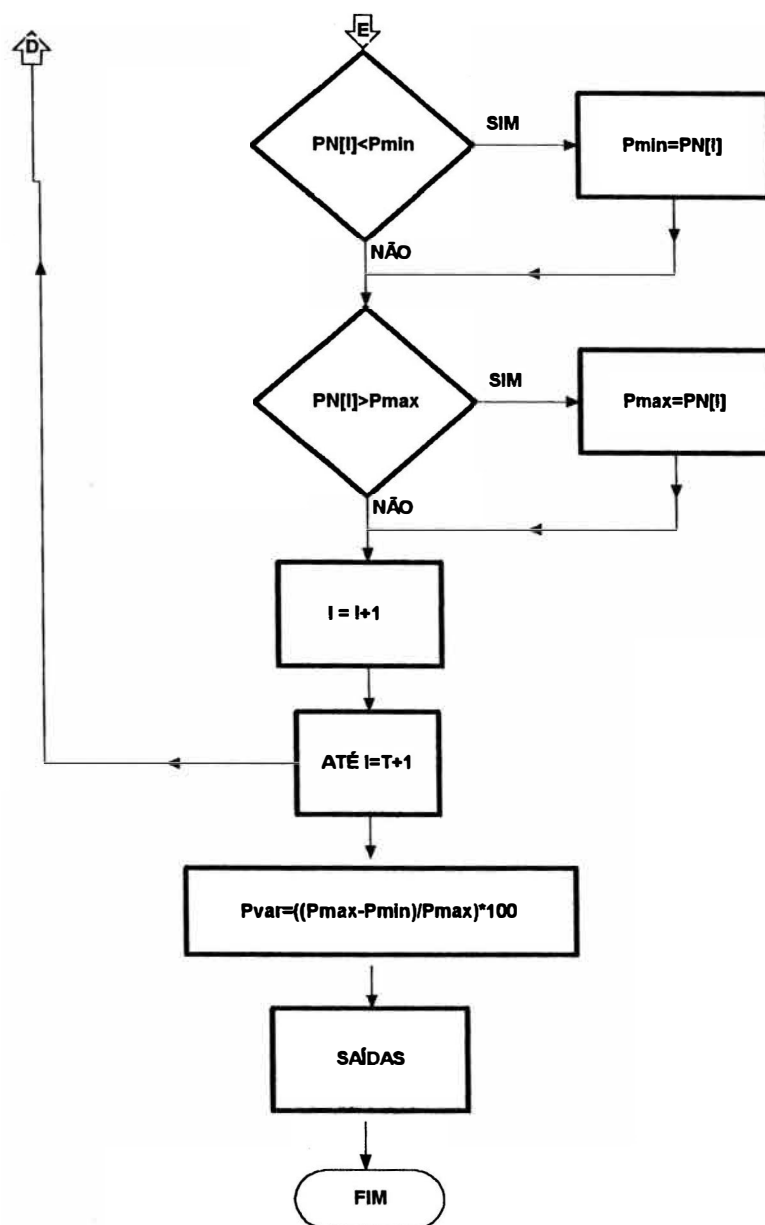 D
E
PN[I]<Pmin
SIM
Pmin=PN[I]
NÃO
PN[I]>Pmax
SIM
Pmax=PN[I]
NÃO
I = I+1
ATÉ I=T+1
Pvar=((Pmax-Pmin)/Pmax)*100
SAÍDAS
FIM